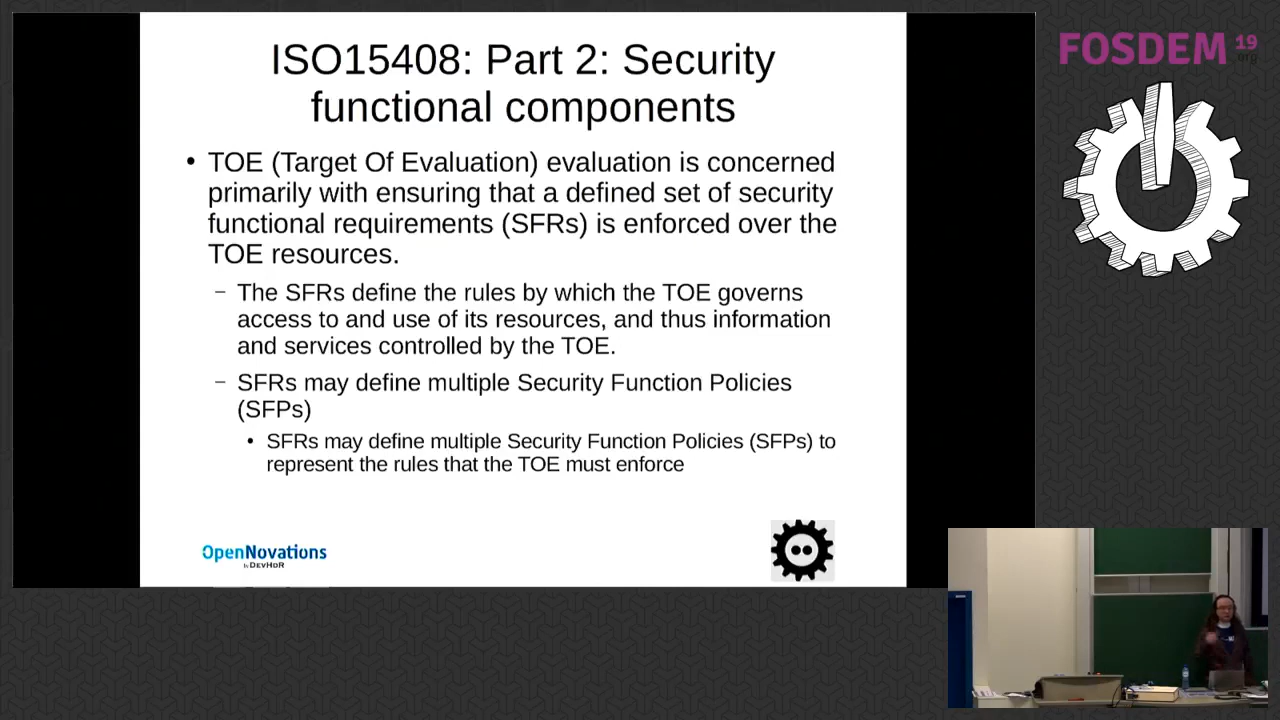 ISO15408: Part 2: Security
functional components
• TOE (Target Of Evaluation) evaluation is concerned
primarily with ensuring that a defined set of security
functional requirements (SFRs) is enforced over the
TOE resources.
– The SFRs define the rules by which the TOE governs
access to and use of its resources, and thus information
and services controlled by the TOE.
– SFRs may define multiple Security Function Policies
(SFPs)
• SFRs may define multiple Security Function Policies (SFPs) to
represent the rules that the TOE must enforce
OpenNovations
by DEVHDR
FOSDEM 19
.org